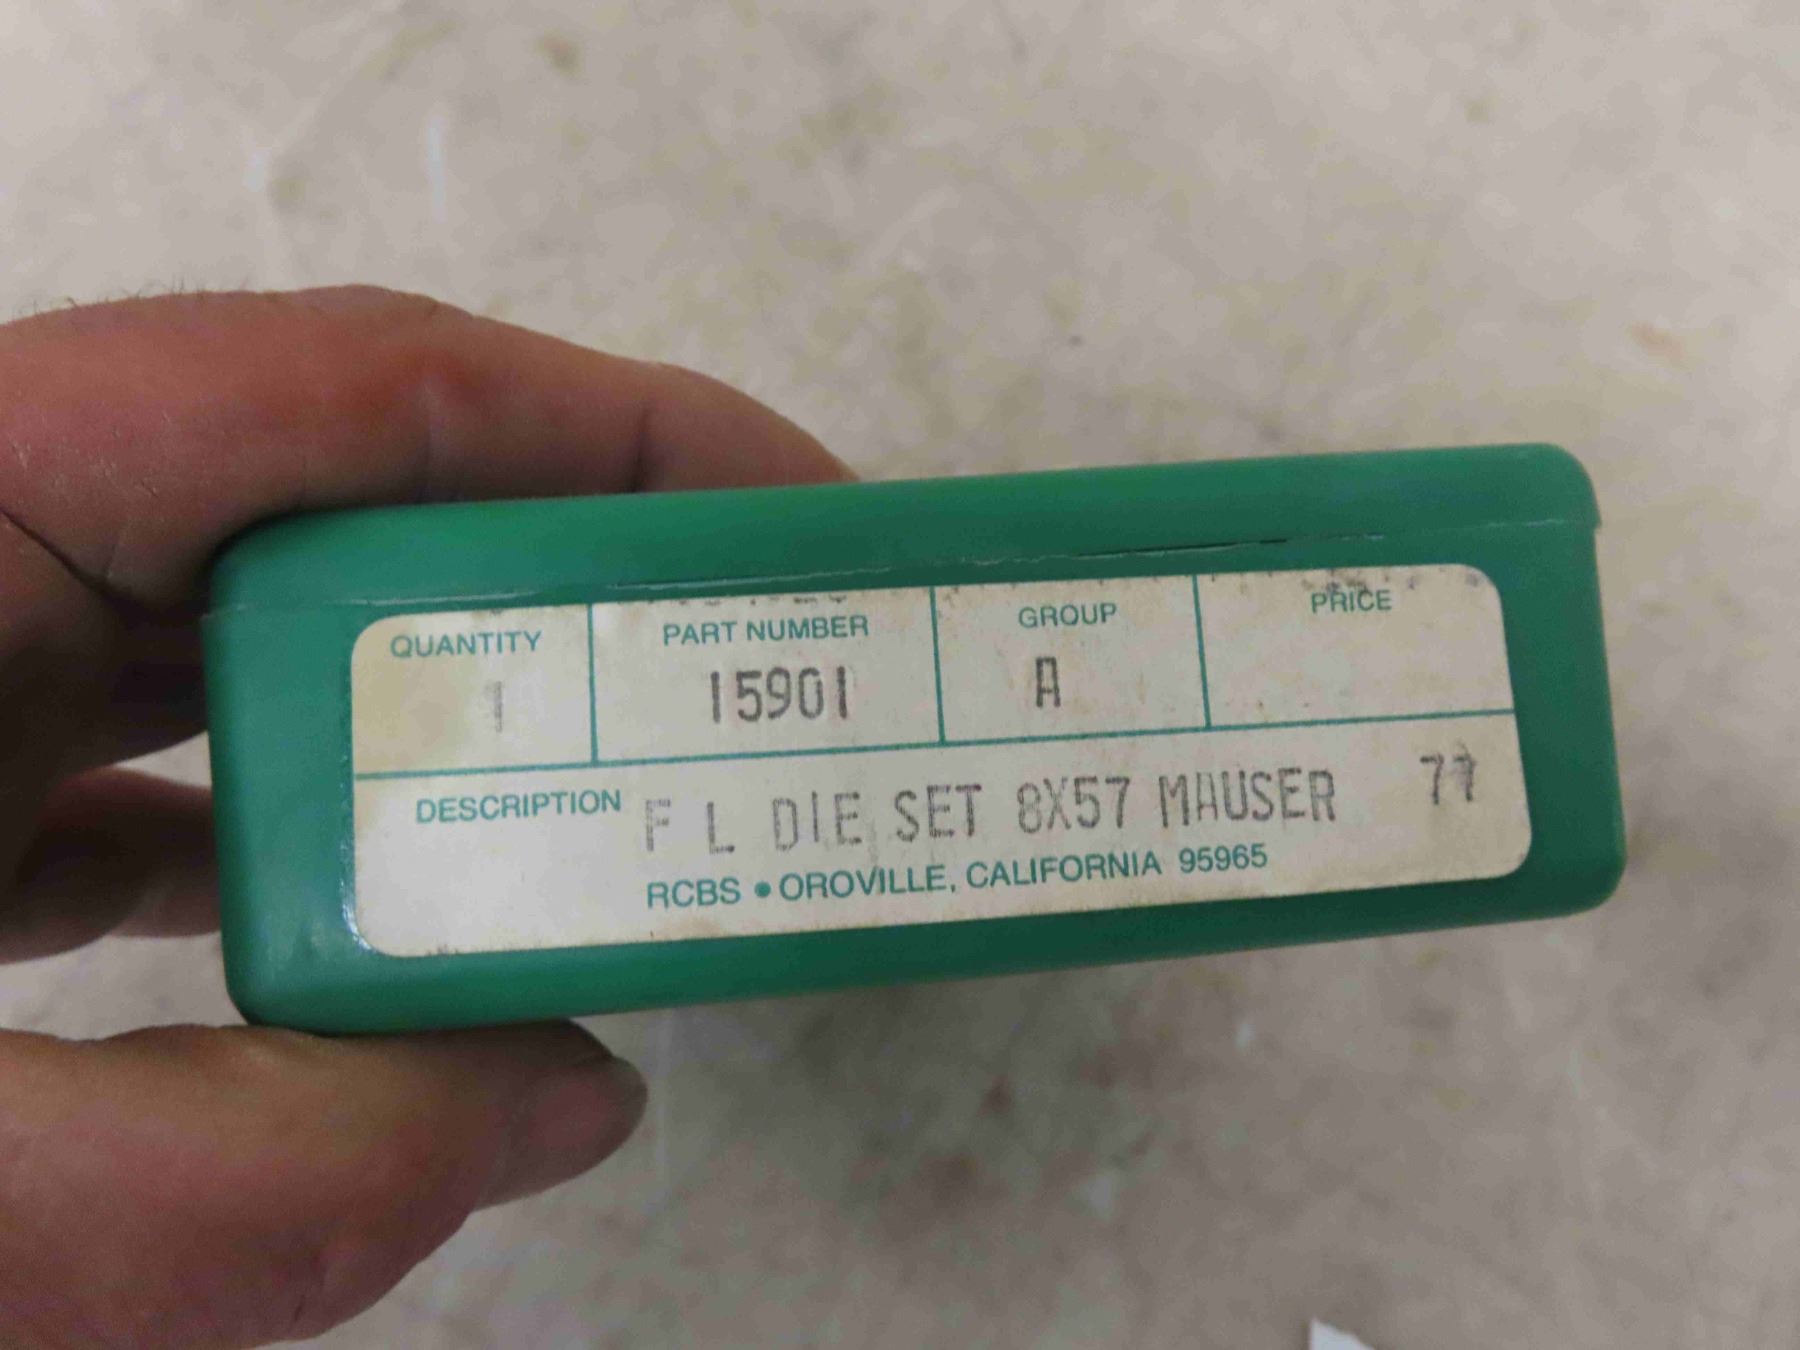 QUANTITY PART NUMBER GROUP PRICE
1 15901 A
DESCRIPTION F L DIE SET 8X57 MAUSER 77
RCBS • OROVILLE, CALIFORNIA 95965